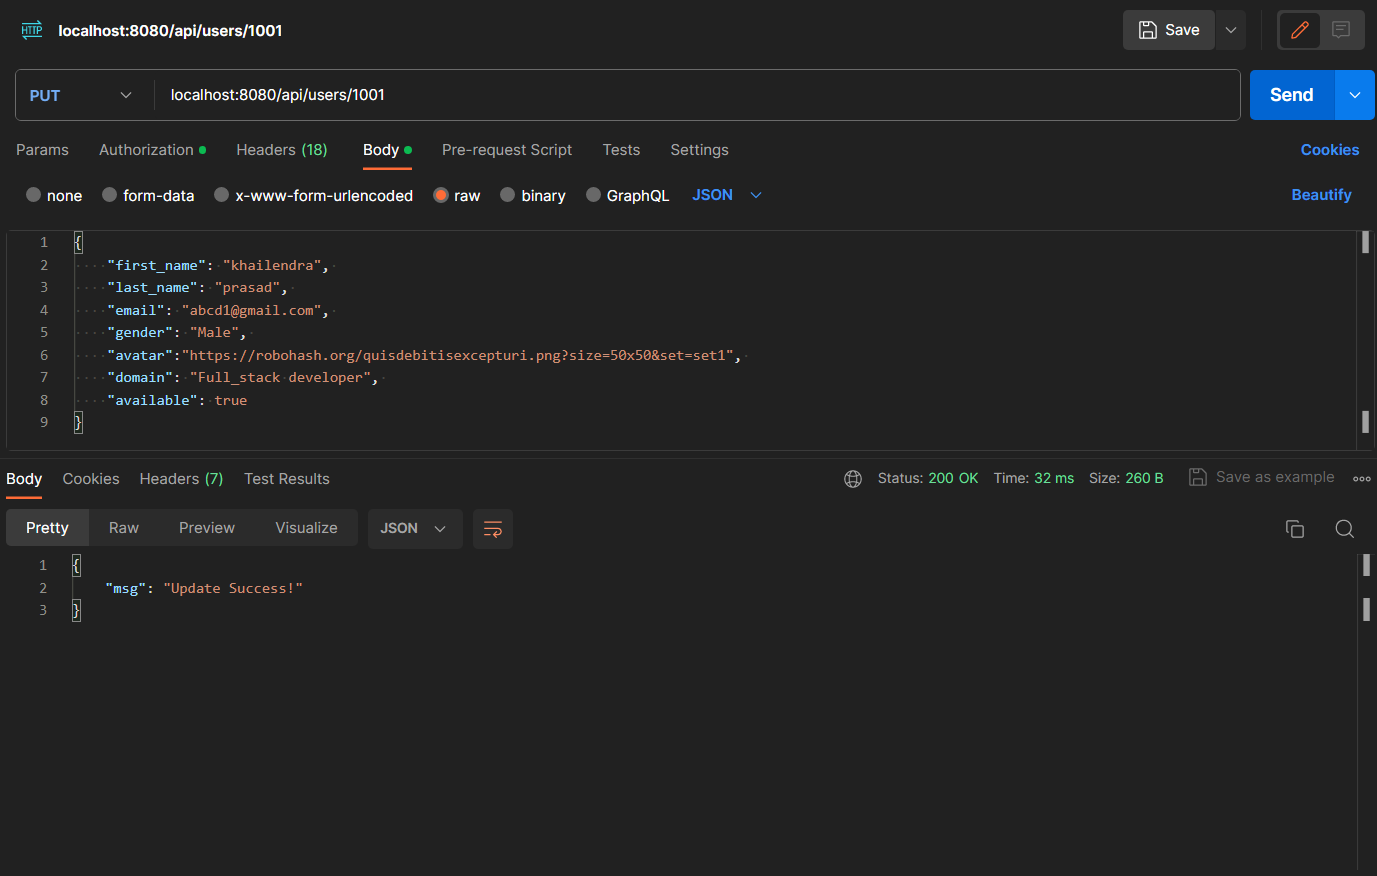 HTTP localhost:8080/api/users/1001 Save
PUT localhost:8080/api/users/1001 Send
Params Authorization Headers (18) Body Pre-request Script Tests Settings Cookies
none form-data x-www-form-urlencoded raw binary GraphQL JSON Beautify
1 {
2 "first_name": "khailendra",
3 "last_name": "prasad",
4 "email": "abcd1@gmail.com",
5 "gender": "Male",
6 "avatar":"https://robohash.org/quisdebitisexcepturi.png?size=50x50&set=set1",
7 "domain": "Full_stack developer",
8 "available": true
9 }
Body Cookies Headers (7) Test Results Status: 200 OK Time: 32 ms Size: 260 B Save as example
Pretty Raw Preview Visualize JSON
1 {
2 "msg": "Update Success!"
3 }